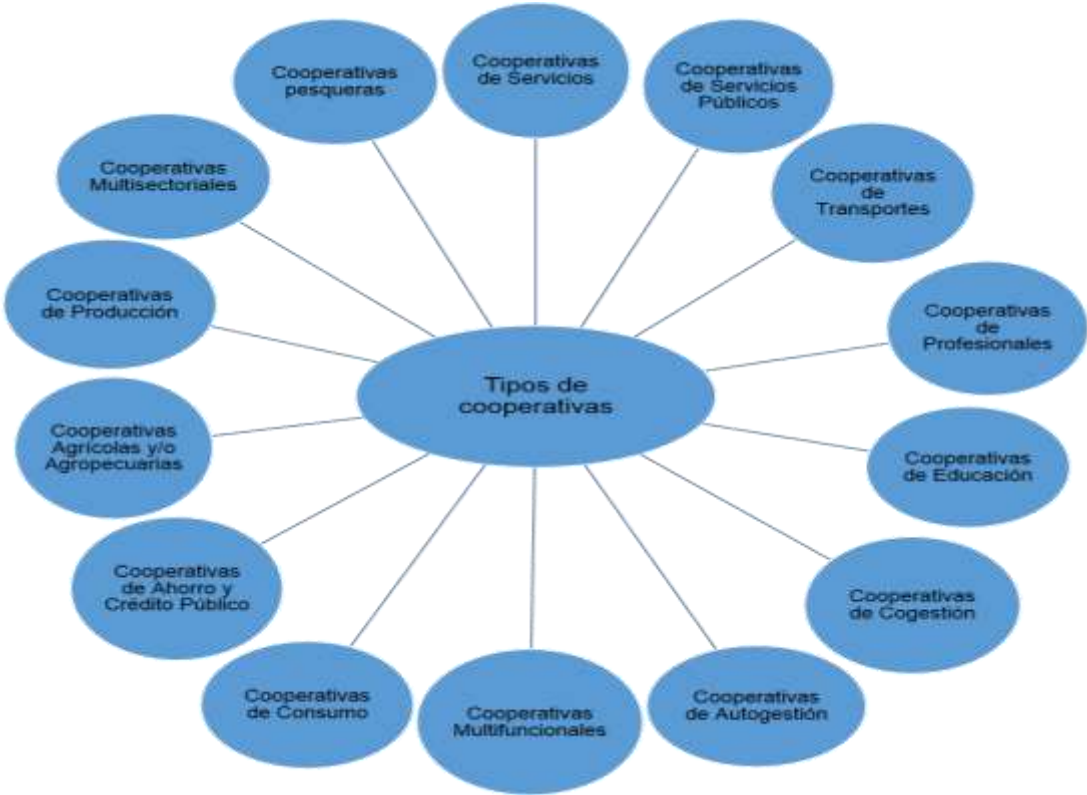 Tipos de
cooperativas
Cooperativas
de Servicios
Cooperativas
de Servicios
Públicos
Cooperativas
de
Transportes
Cooperativas
de
Profesionales
Cooperativas
de Educación
Cooperativas
de Cogestión
Cooperativas
de Autogestión
Cooperativas
Multifuncionales
Cooperativas
de Consumo
Cooperativas
de Ahorro y
Crédito Público
Cooperativas
Agrícolas y/o
Agropecuarias
Cooperativas
de Producción
Cooperativas
Multisectoriales
Cooperativas
pesqueras